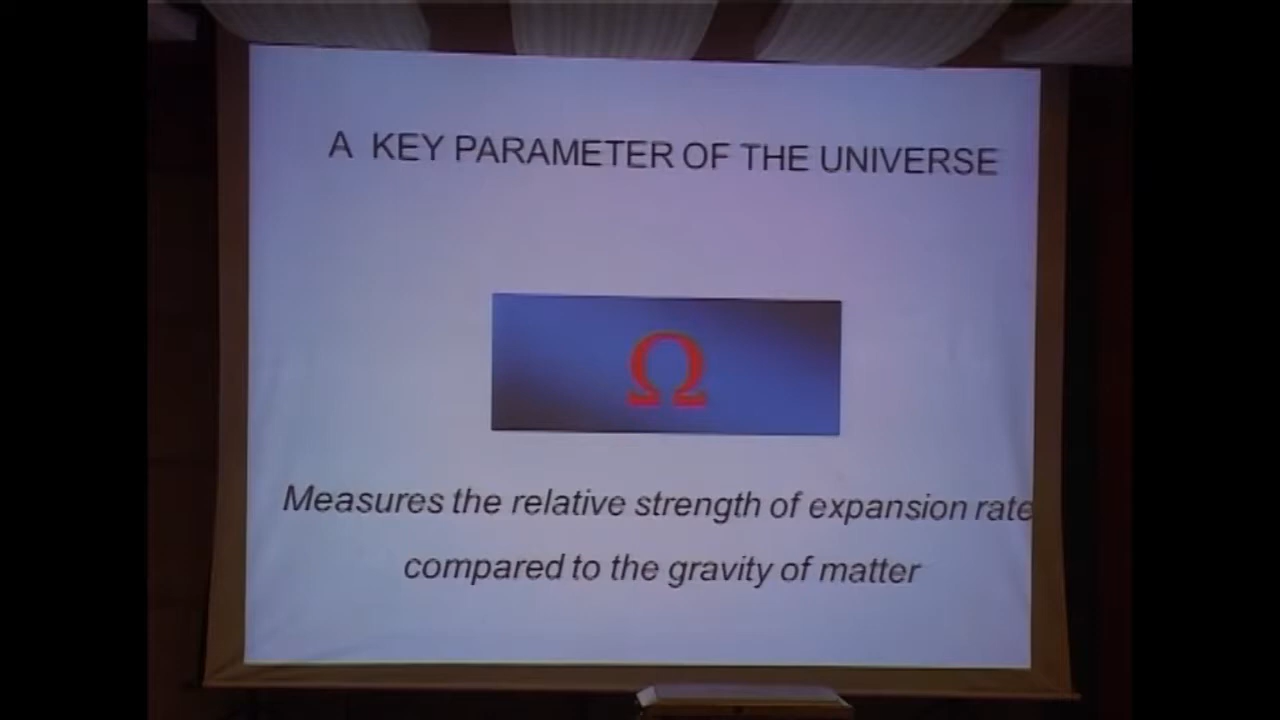 A KEY PARAMETER OF THE UNIVERSE
Ω
Measures the relative strength of expansion rate
compared to the gravity of matter